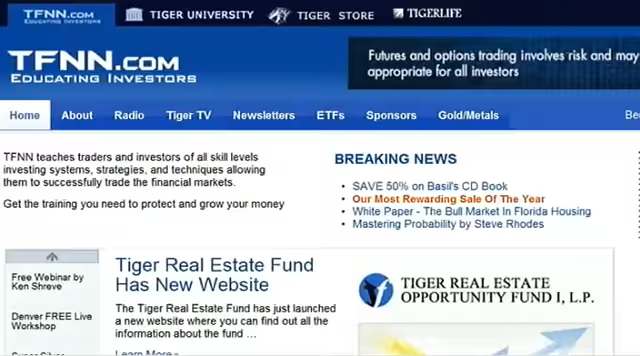 TFNN.COM
EDUCATING INVESTORS
TIGER UNIVERSITY
TIGER STORE
TIGERLIFE
TFNN.COM
EDUCATING INVESTORS
Futures and options trading involves risk and may
appropriate for all investors
Home About Radio Tiger TV Newsletters ETFs Sponsors Gold/Metals Be
TFNN teaches traders and investors of all skill levels
investing systems, strategies, and techniques allowing
them to successfully trade the financial markets.
Get the training you need to protect and grow your money
BREAKING NEWS
SAVE 50% on Basil's CD Book
Our Most Rewarding Sale Of The Year
White Paper - The Bull Market In Florida Housing
Mastering Probability by Steve Rhodes
Free Webinar by
Ken Shreve
Denver FREE Live
Workshop
Super Silver
Tiger Real Estate Fund
Has New Website
The Tiger Real Estate Fund has just launched
a new website where you can find out all the
information about the fund ...
Learn More
TIGER REAL ESTATE
OPPORTUNITY FUND I, L.P.